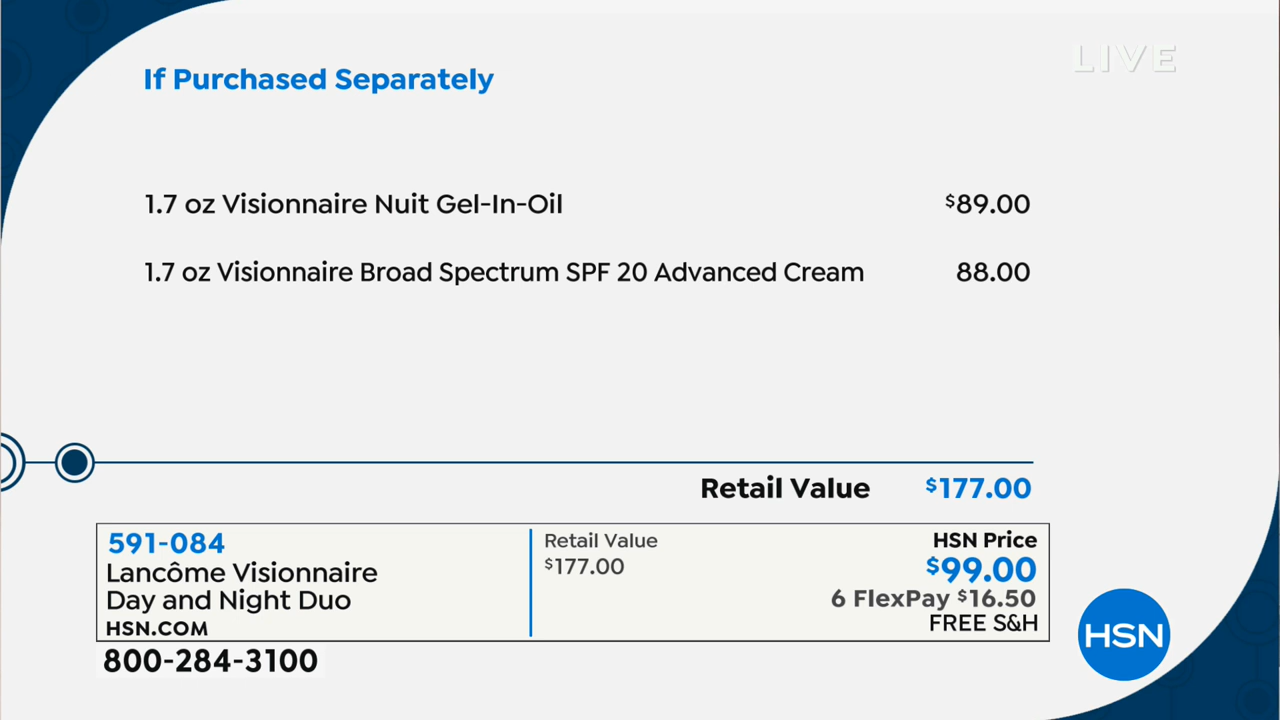 LIVE
If Purchased Separately
1.7 oz Visionnaire Nuit Gel-In-Oil $89.00
1.7 oz Visionnaire Broad Spectrum SPF 20 Advanced Cream 88.00
Retail Value $177.00
591-084
Lancôme Visionnaire
Day and Night Duo
HSN.COM
Retail Value
$177.00
HSN Price
$99.00
6 FlexPay $16.50
FREE S&H
800-284-3100
HSN